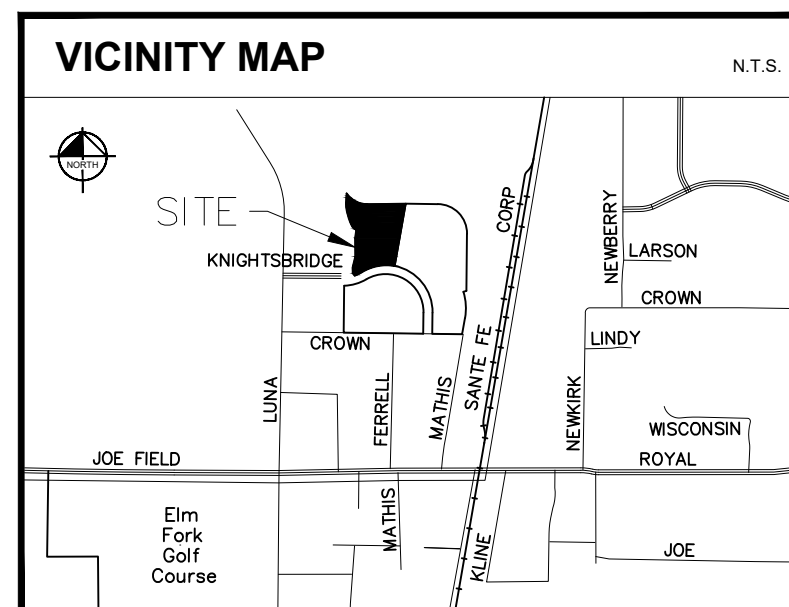 VICINITY MAP
N.T.S.
NORTH
SITE
CORP
NEWBERRY
LARSON
KNIGHTSBRIDGE
CROWN
CROWN
LINDY
SANTE FE
LUNA
FERRELL
MATHIS
NEWKIRK
WISCONSIN
JOE FIELD
ROYAL
Elm
Fork
Golf
Course
MATHIS
KLINE
JOE